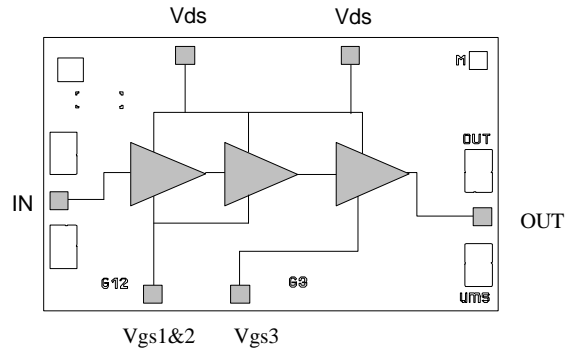 Vds Vds
M
OUT
IN
OUT
G12 G3
ums
Vgs1&2 Vgs3